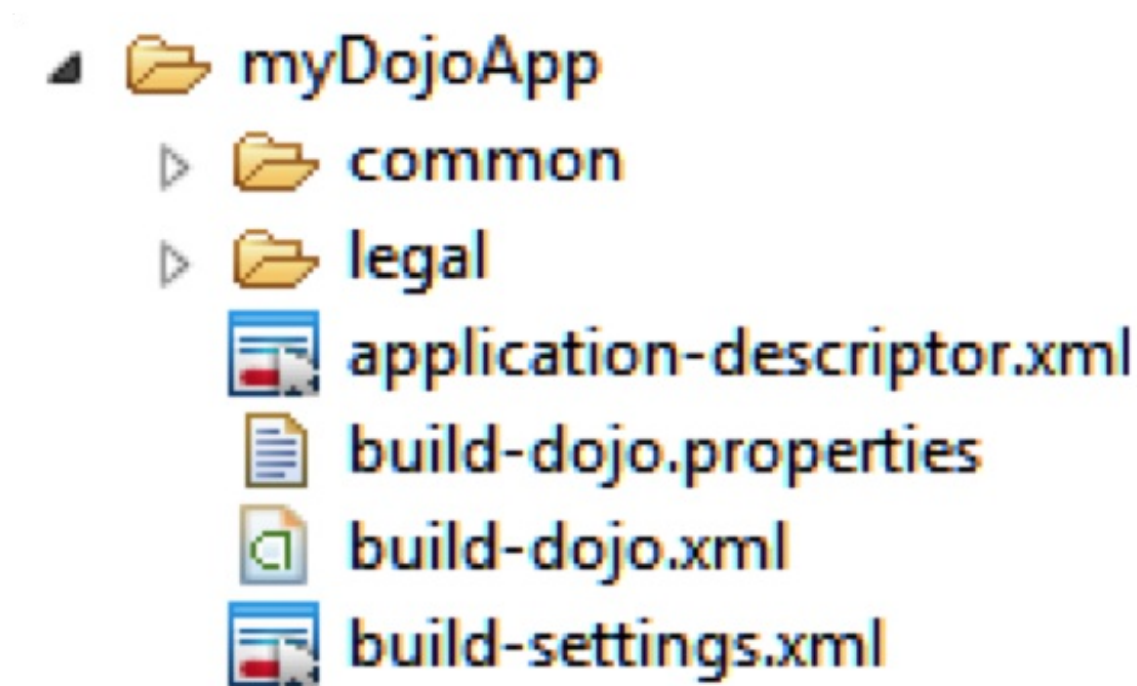 myDojoApp
common
legal
application-descriptor.xml
build-dojo.properties
build-dojo.xml
build-settings.xml